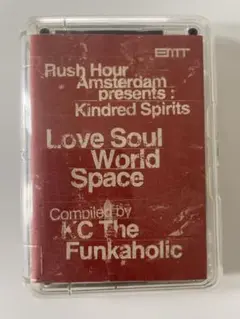 EMT
Rush Hour
Amsterdam
presents :
Kindred Spirits
Love Soul
World
Space
Compiled by
KC The
Funkaholic